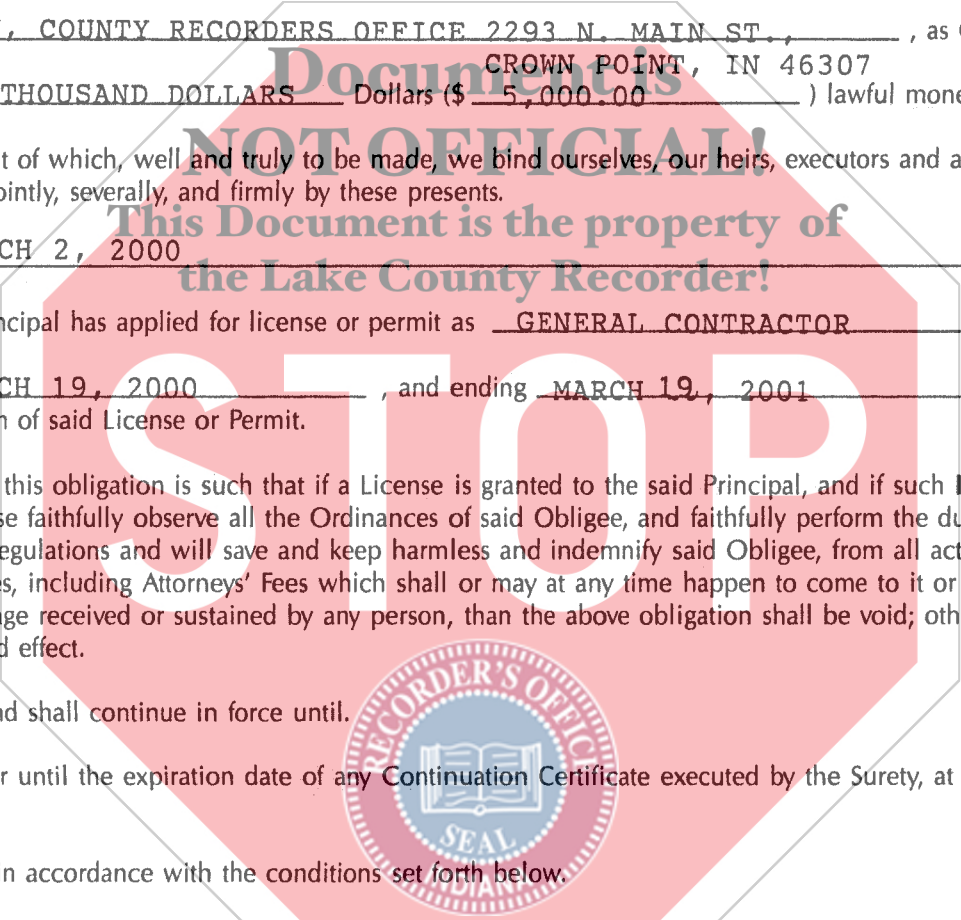 , COUNTY RECORDERS OFFICE 2293 N. MAIN ST., , as
CROWN POINT, IN 46307
THOUSAND DOLLARS Dollars ($ 5,000.00 ) lawful mone
Document is
NOT OFFICIAL!
t of which, well and truly to be made, we bind ourselves, our heirs, executors and a
ointly, severally, and firmly by these presents.
This Document is the property of
the Lake County Recorder!
CH 2, 2000
ncipal has applied for license or permit as GENERAL CONTRACTOR
CH 19, 2000 , and ending MARCH 19, 2001
n of said License or Permit.
STOP
this obligation is such that if a License is granted to the said Principal, and if such
se faithfully observe all the Ordinances of said Obligee, and faithfully perform the du
egulations and will save and keep harmless and indemnify said Obligee, from all act
s, including Attorneys' Fees which shall or may at any time happen to come to it or
ge received or sustained by any person, than the above obligation shall be void; oth
d effect.
nd shall continue in force until.
r until the expiration date of any Continuation Certificate executed by the Surety, at
n accordance with the conditions set forth below.
RECORDER'S OFFICE
SEAL
INDIANA